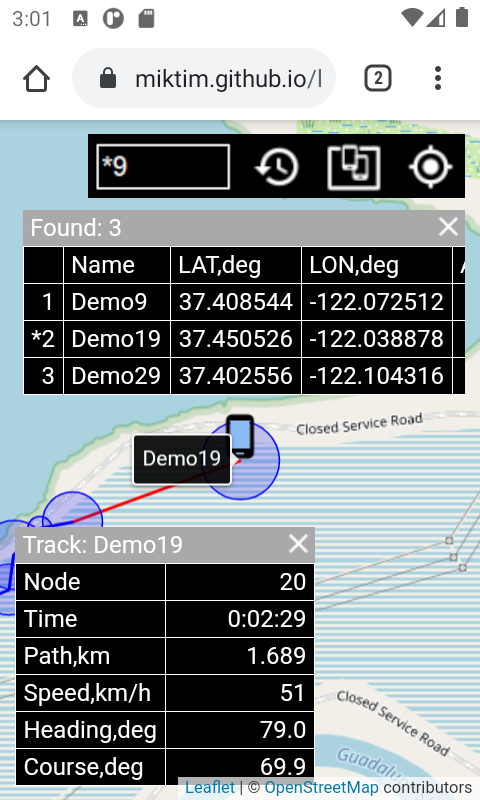 3:01
miktim.github.io/l
2
*9
Found: 3
Name LAT,deg LON,deg
1 Demo9 37.408544 -122.072512
*2 Demo19 37.450526 -122.038878
3 Demo29 37.402556 -122.104316
Closed Service Road
Demo19
Track: Demo19
Node 20
Time 0:02:29
Path,km 1.689
Speed,km/h 51
Heading,deg 79.0
Course,deg 69.9
Closed Service Road
Guadalu
Leaflet | © OpenStreetMap contributors